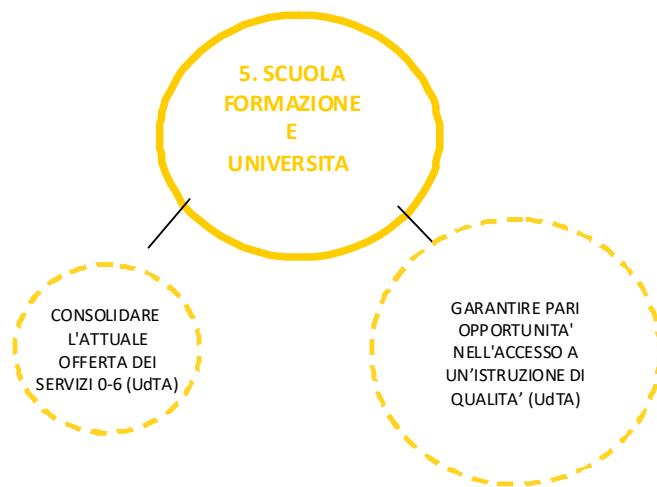 5. SCUOLA
FORMAZIONE
E
UNIVERSITA
CONSOLIDARE
L'ATTUALE
OFFERTA DEI
SERVIZI 0-6 (UdTA)
GARANTIRE PARI
OPPORTUNITA'
NELL'ACCESSO A
UN’ISTRUZIONE DI
QUALITA’ (UdTA)